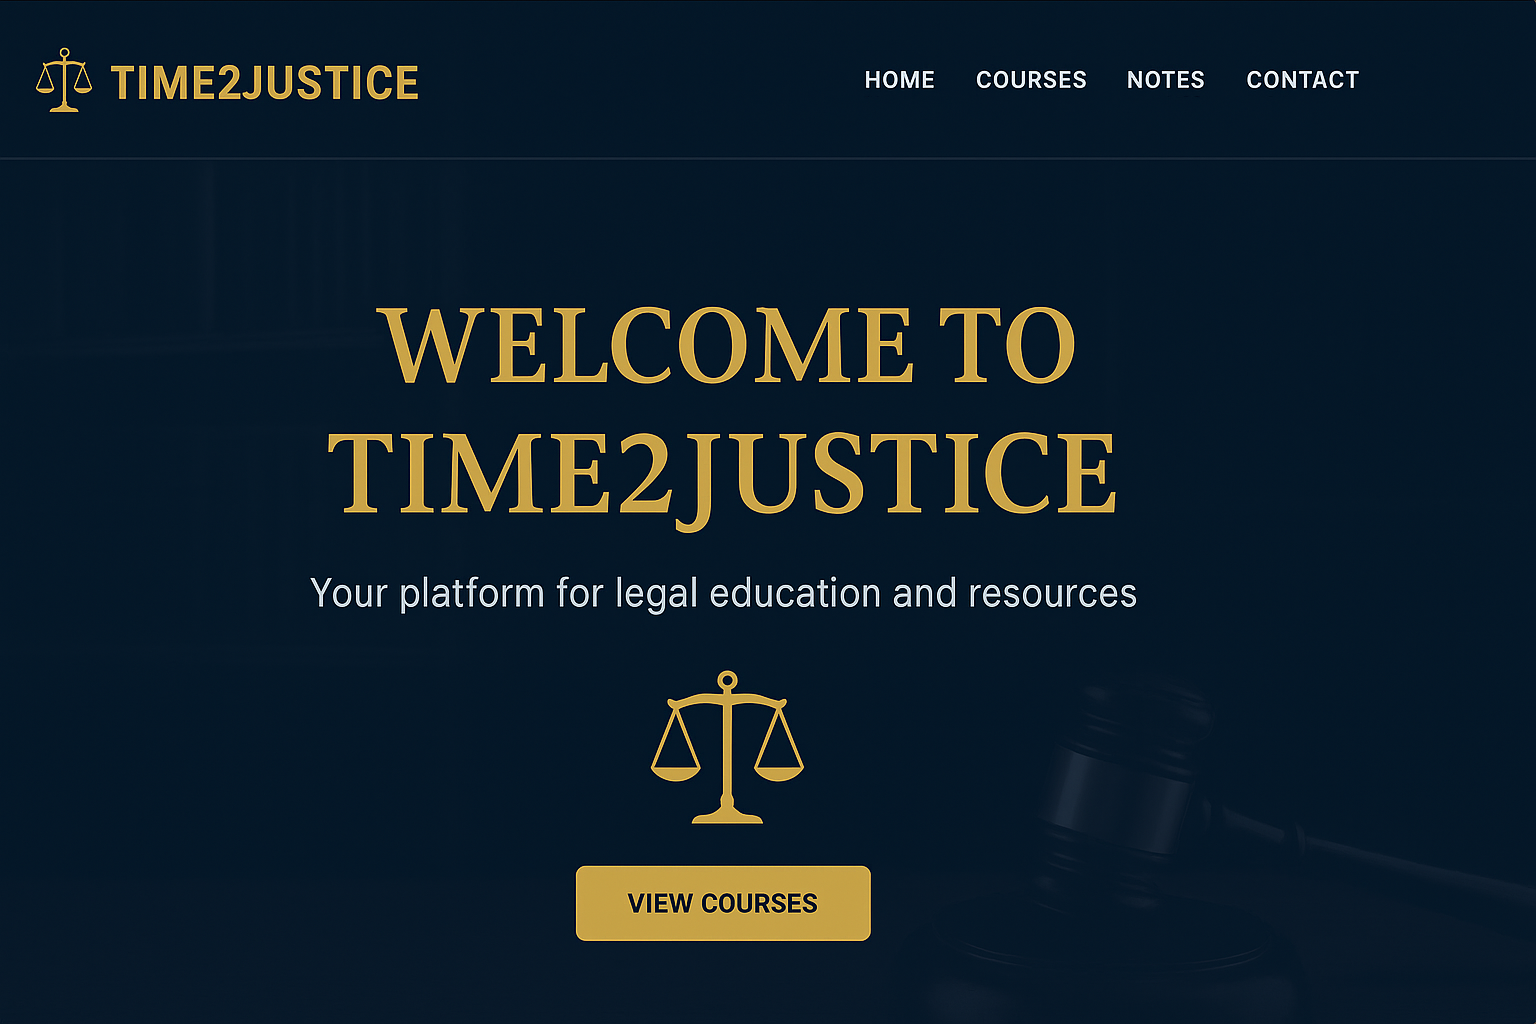 TIME2JUSTICE
HOME COURSES NOTES CONTACT
WELCOME TO
TIME2JUSTICE
Your platform for legal education and resources
VIEW COURSES